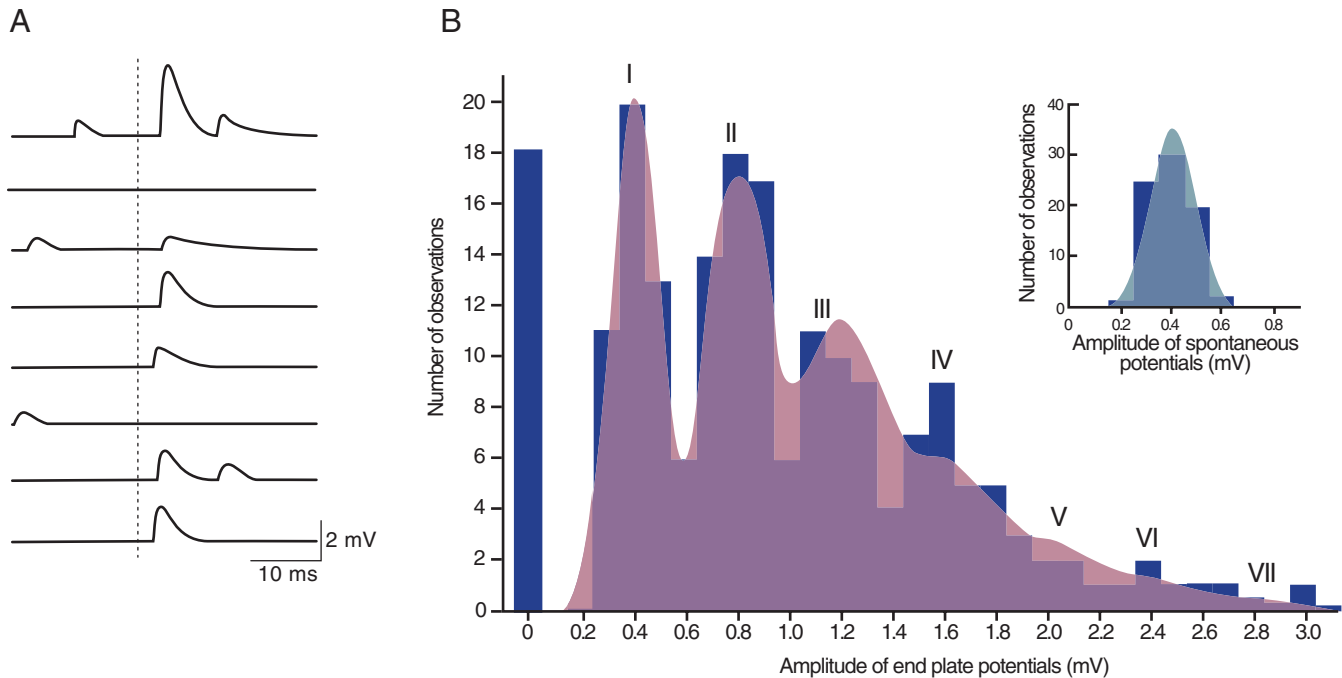 A
2 mV
10 ms
B
Number of observations
20
18
16
14
12
10
8
6
4
2
0
I
II
III
IV
V
VI
VII
0 0.2 0.4 0.6 0.8 1.0 1.2 1.4 1.6 1.8 2.0 2.2 2.4 2.6 2.8 3.0
Amplitude of end plate potentials (mV)
Number of observations
40
30
20
10
0
0 0.2 0.4 0.6 0.8
Amplitude of spontaneous
potentials (mV)